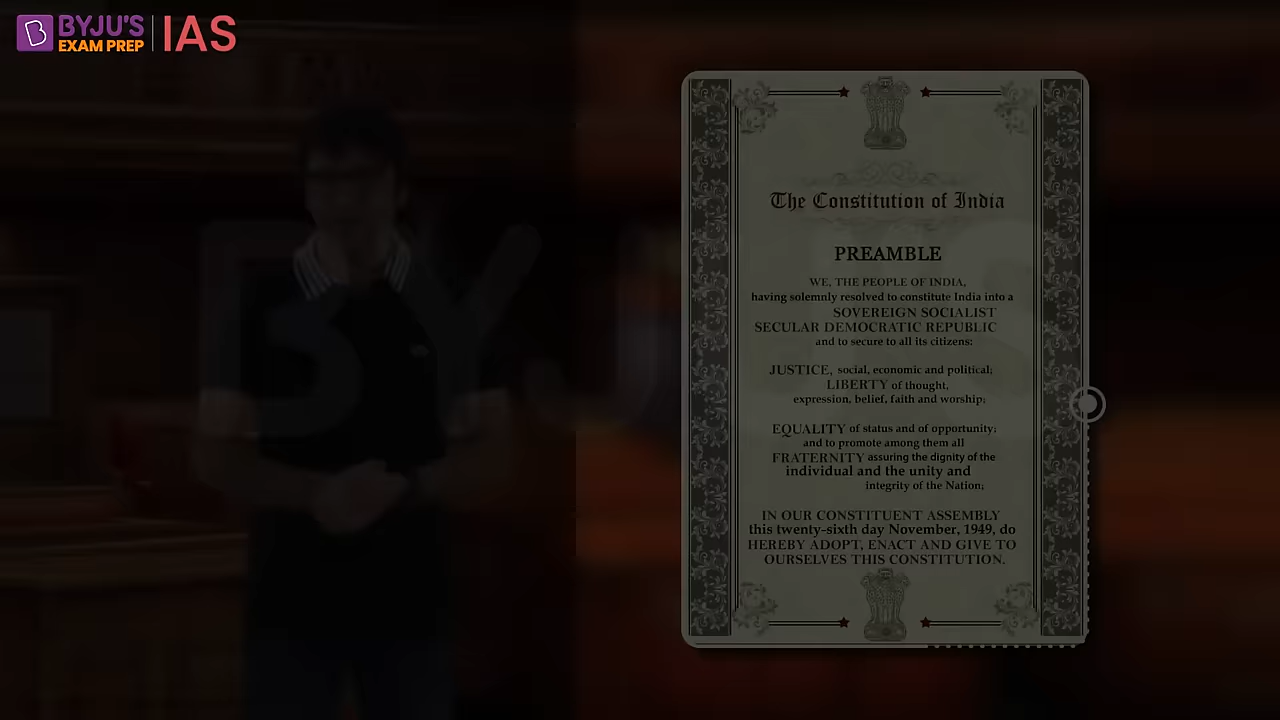 BYJU'S
EXAM PREP
IAS
The Constitution of India
PREAMBLE
WE, THE PEOPLE OF INDIA,
having solemnly resolved to constitute India into a
SOVEREIGN SOCIALIST
SECULAR DEMOCRATIC REPUBLIC
and to secure to all its citizens:
JUSTICE, social, economic and political;
LIBERTY of thought,
expression, belief, faith and worship;
EQUALITY of status and of opportunity;
and to promote among them all
FRATERNITY assuring the dignity of the
individual and the unity and
integrity of the Nation;
IN OUR CONSTITUENT ASSEMBLY
this twenty-sixth day November, 1949, do
HEREBY ADOPT, ENACT AND GIVE TO
OURSELVES THIS CONSTITUTION.